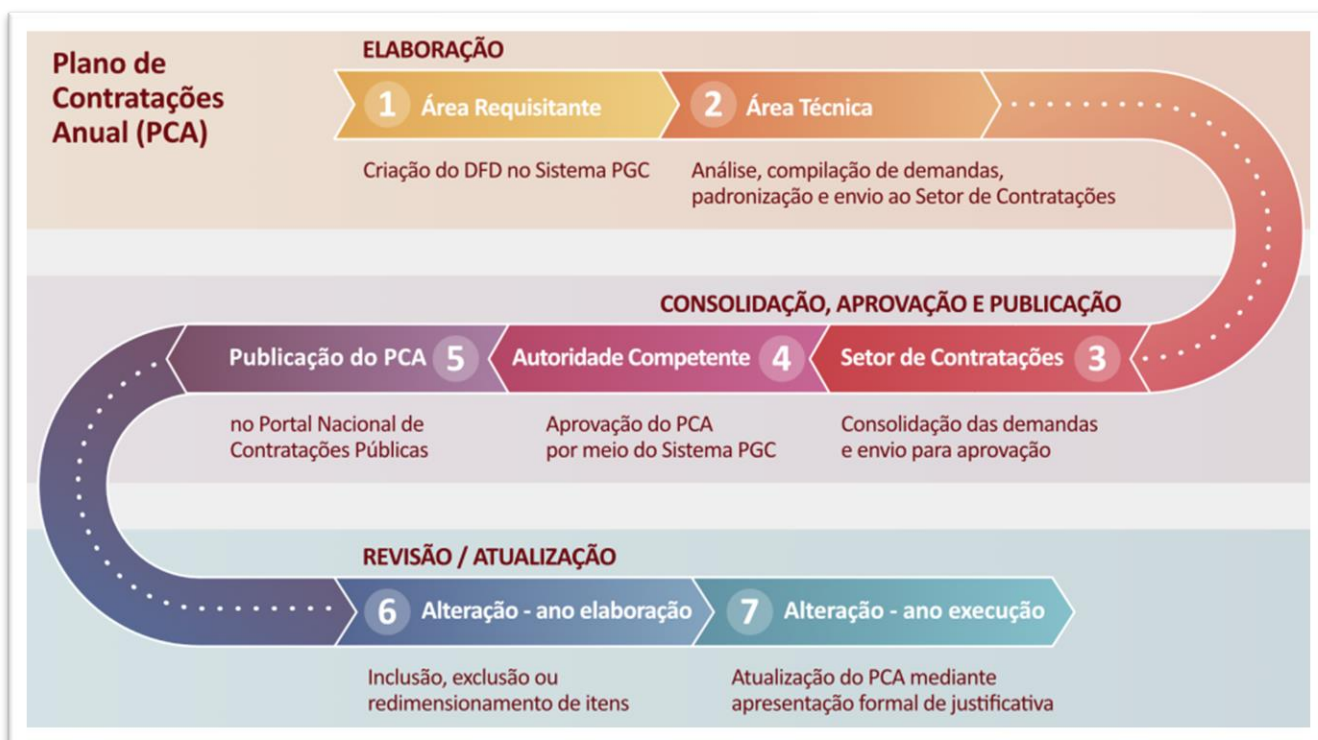 Plano de
Contratações
Anual (PCA)
ELABORAÇÃO
1 Área Requisitante
Criação do DFD no Sistema PGC
2 Área Técnica
Análise, compilação de demandas,
padronização e envio ao Setor de Contratações
CONSOLIDAÇÃO, APROVAÇÃO E PUBLICAÇÃO
Setor de Contratações 3
Consolidação das demandas
e envio para aprovação
Autoridade Competente 4
Aprovação do PCA
por meio do Sistema PGC
Publicação do PCA 5
no Portal Nacional de
Contratações Públicas
REVISÃO / ATUALIZAÇÃO
6 Alteração - ano elaboração
Inclusão, exclusão ou
redimensionamento de itens
7 Alteração - ano execução
Atualização do PCA mediante
apresentação formal de justificativa